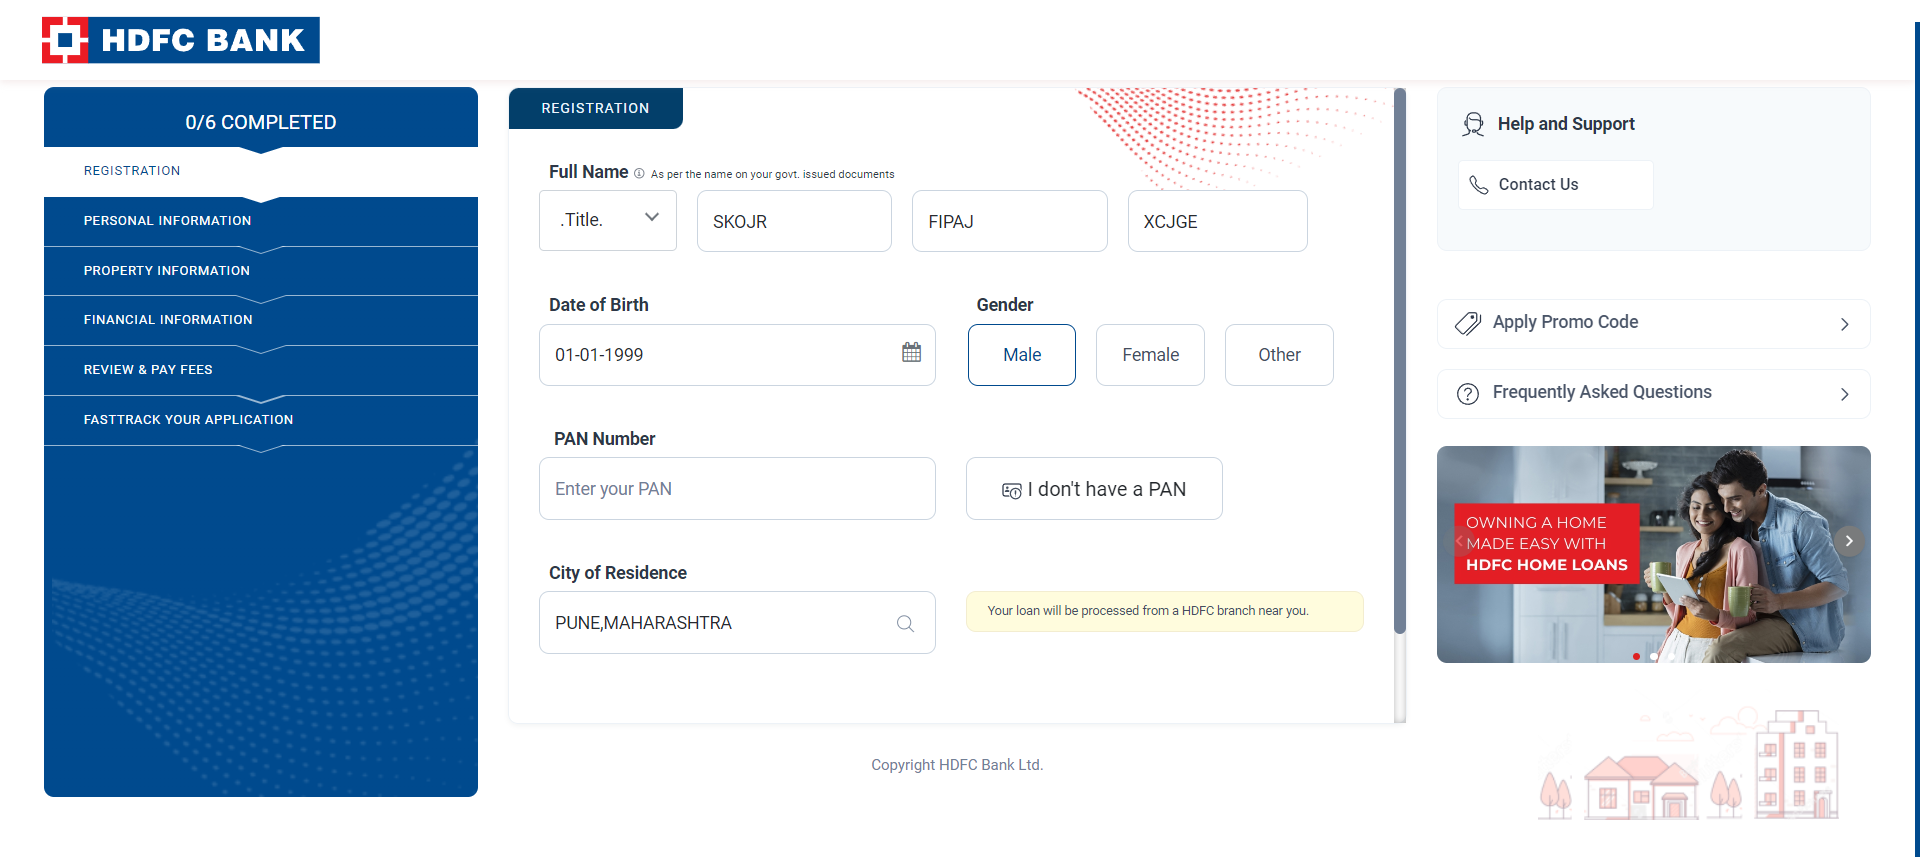 HDFC BANK
0/6 COMPLETED
REGISTRATION
PERSONAL INFORMATION
PROPERTY INFORMATION
FINANCIAL INFORMATION
REVIEW & PAY FEES
FASTTRACK YOUR APPLICATION
REGISTRATION
Full Name As per the name on your govt. issued documents
.Title. SKOJR FIPAJ XCJGE
Date of Birth Gender
01-01-1999 Male Female Other
PAN Number
Enter your PAN I don't have a PAN
City of Residence
PUNE,MAHARASHTRA Your loan will be processed from a HDFC branch near you.
Copyright HDFC Bank Ltd.
Help and Support
Contact Us
Apply Promo Code
Frequently Asked Questions
OWNING A HOME
MADE EASY WITH
HDFC HOME LOANS